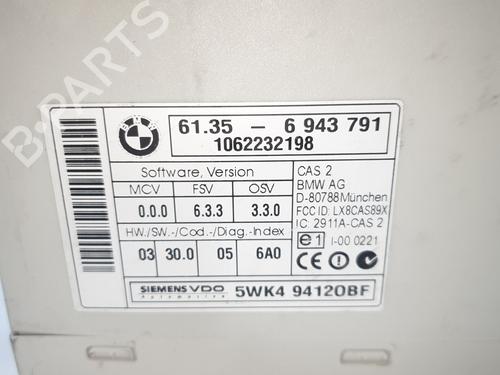 B-PARTS
BMW
61.35 - 6 943 791
1062232198
Software, Version
MCV FSV OSV
0.0.0 6.3.3 3.3.0
HW./SW.-/Cod.-/Diag.-Index
03 30.0 05 6A0
CAS 2
BMW AG
D-80788München
FCC ID: LX8CAS89X
IC: 2911A-CAS 2
e1 I-00 0221
SIEMENS VDO
Automotive
5WK4 94120BF